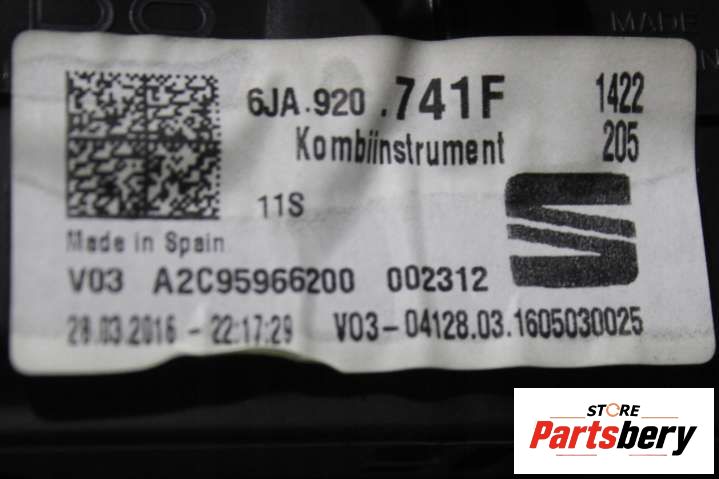 MADE
6JA.920.741F 1422
Kombiinstrument 205
11S
Made in Spain
V03 A2C95966200 002312
28.03.2016 - 22:17:29 V03-04128.03.1605030025
STORE
Partsbery